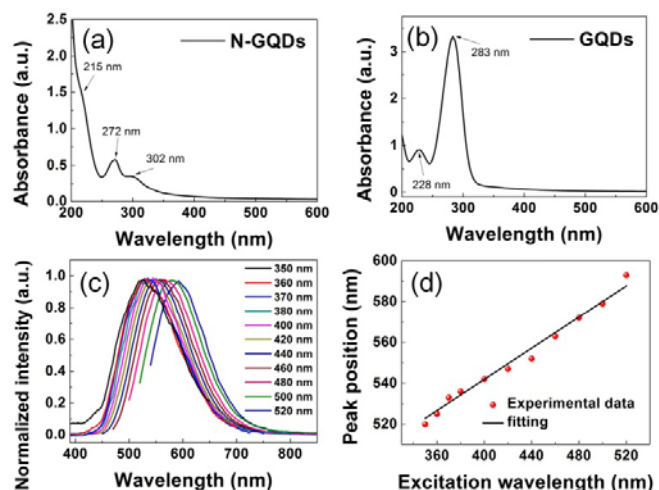 (a)
N-GQDs
215 nm
272 nm
302 nm
2.5
2.0
1.5
1.0
0.5
0.0
200 300 400 500 600
Absorbance (a.u.)
Wavelength (nm)
(b)
GQDs
283 nm
228 nm
3
2
1
0
200 300 400 500 600
Absorbance (a.u.)
Wavelength (nm)
(c)
350 nm
360 nm
370 nm
380 nm
400 nm
420 nm
440 nm
460 nm
480 nm
500 nm
520 nm
1.0
0.8
0.6
0.4
0.2
0.0
400 500 600 700 800
Normalized intensity (a.u.)
Wavelength (nm)
(d)
600
580
560
540
520
Experimental data
fitting
360 400 440 480 520
Peak position (nm)
Excitation wavelength (nm)